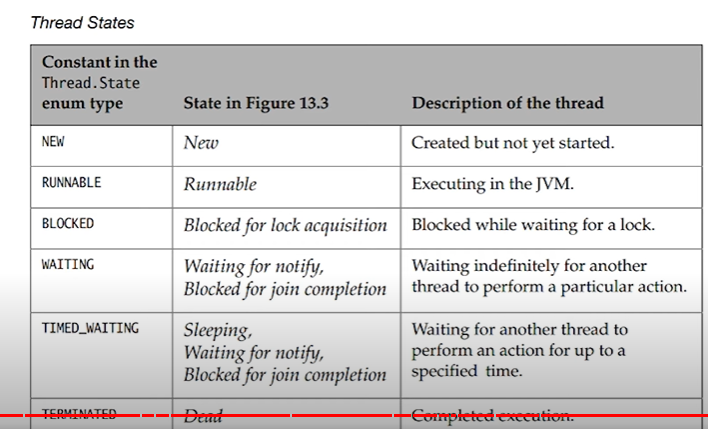 Thread States
Constant in the
Thread.State
enum type
State in Figure 13.3
Description of the thread
NEW
New
Created but not yet started.
RUNNABLE
Runnable
Executing in the JVM.
BLOCKED
Blocked for lock acquisition
Blocked while waiting for a lock.
WAITING
Waiting for notify,
Blocked for join completion
Waiting indefinitely for another
thread to perform a particular action.
TIMED_WAITING
Sleeping,
Waiting for notify,
Blocked for join completion
Waiting for another thread to
perform an action for up to a
specified time.
TERMINATED
Dead
Completed execution.